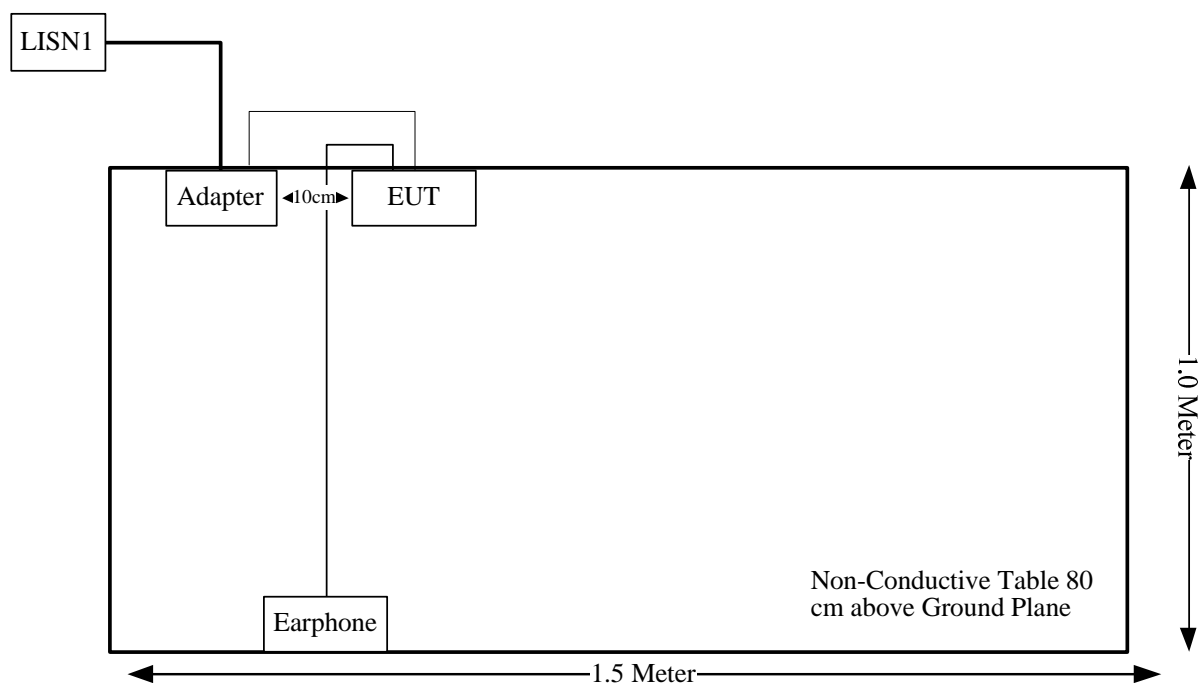 LISN1
Adapter
10cm
EUT
1.0 Meter
Non-Conductive Table 80
cm above Ground Plane
Earphone
1.5 Meter